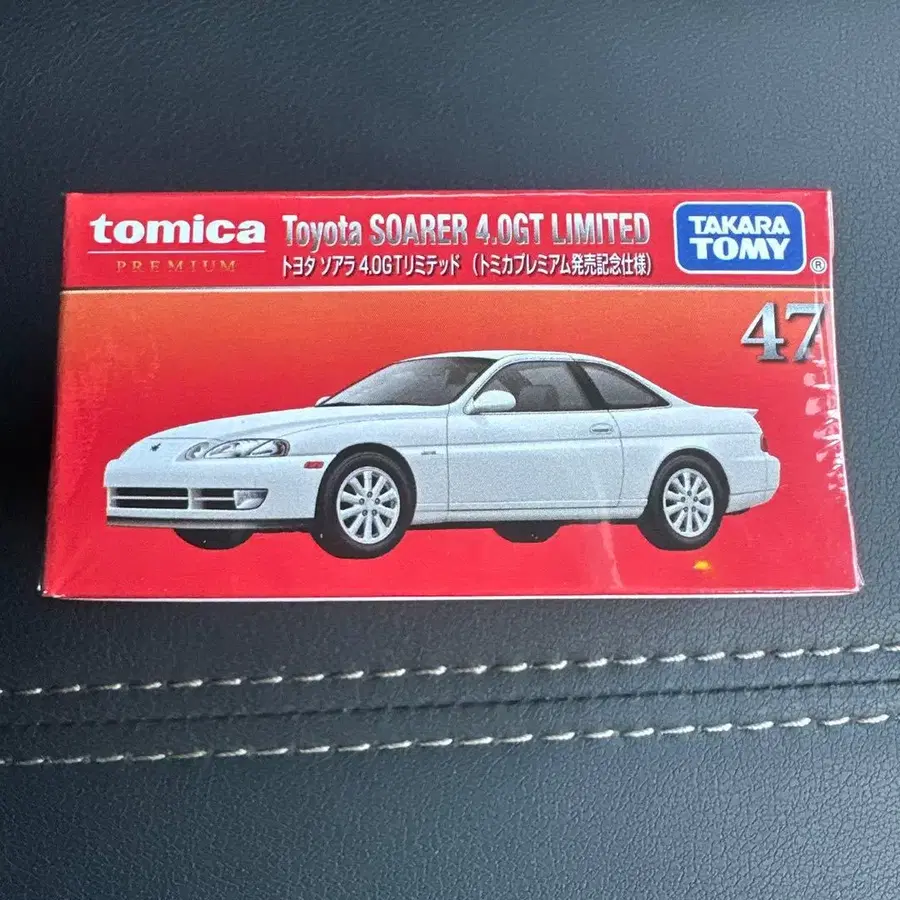 tomica
PREMIUM
Toyota SOARER 4.0GT LIMITED
トヨタ ソアラ 4.0GTリミテッド (トミカプレミアム発売記念仕様)
TAKARA
TOMY
®
47